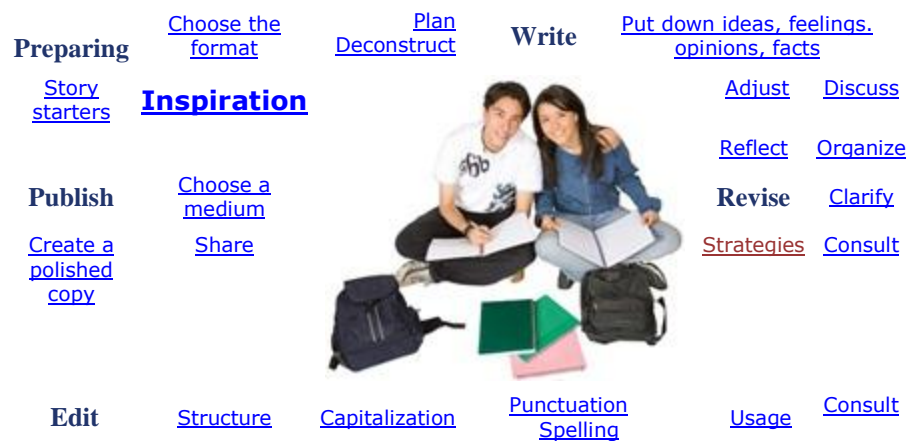 Preparing
Choose the
format
Plan
Deconstruct
Write
Put down ideas, feelings.
opinions, facts
Story
starters
Inspiration
Adjust
Discuss
Reflect
Organize
Publish
Choose a
medium
Revise
Clarify
Create a
polished
copy
Share
Strategies
Consult
Edit
Structure
Capitalization
Punctuation
Spelling
Usage
Consult